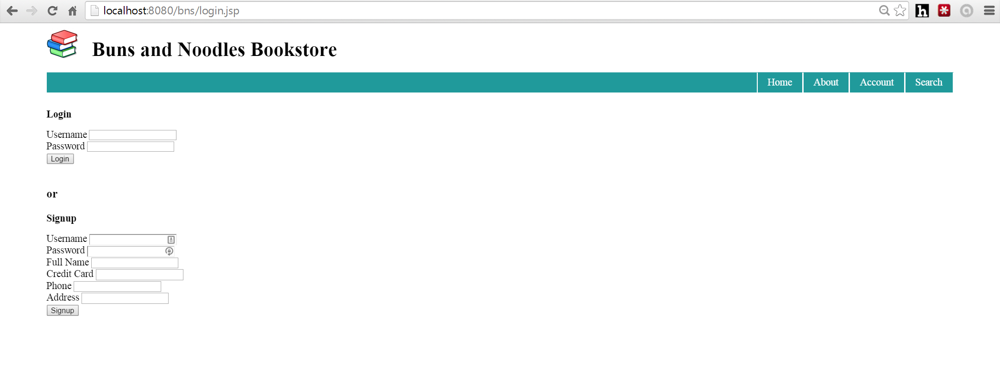 localhost:8080/bns/login.jsp
Buns and Noodles Bookstore
Home About Account Search
Login
Username
Password
Login
or
Signup
Username
Password
Full Name
Credit Card
Phone
Address
Signup